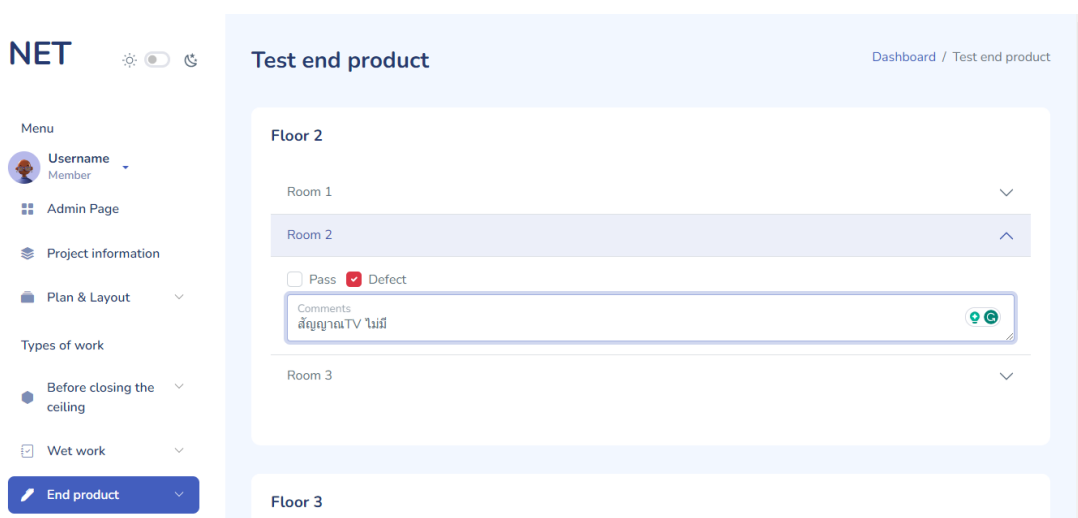 NET
Menu
Username
Member
Admin Page
Project information
Plan & Layout
Types of work
Before closing the
ceiling
Wet work
End product
Test end product
Dashboard / Test end product
Floor 2
Room 1
Room 2
Pass Defect
Comments
สัญญาณTV ไม่มี
Room 3
Floor 3